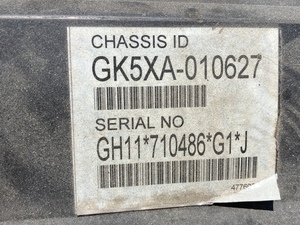 CHASSIS ID
GK5XA-010627
SERIAL NO
GH11*710486*G1*J